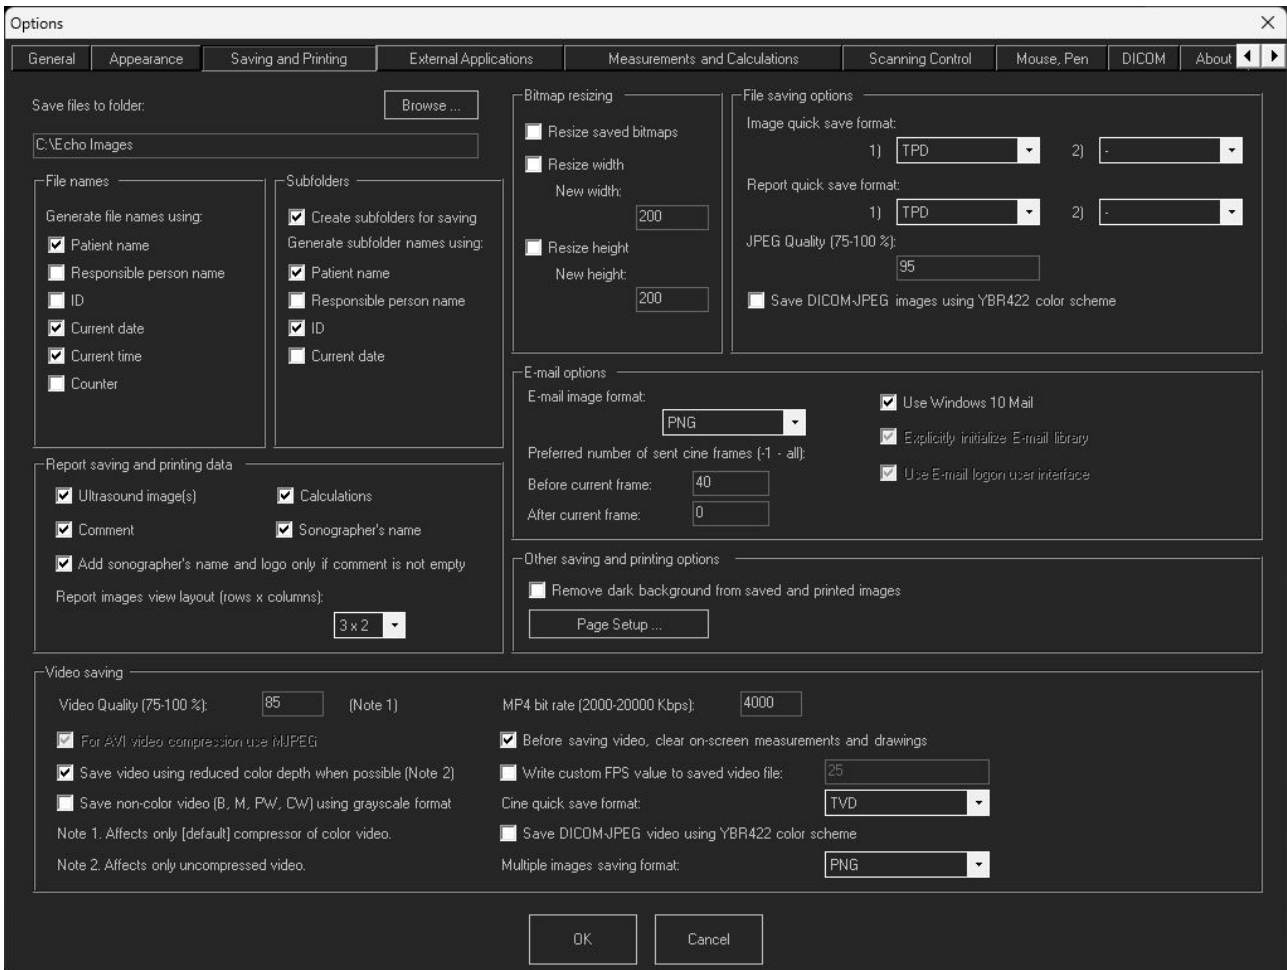 Options
General Appearance Saving and Printing External Applications Measurements and Calculations Scanning Control Mouse, Pen DICOM About
Save files to folder: Browse ...
C:\Echo Images
File names
Generate file names using:
Patient name
Responsible person name
ID
Current date
Current time
Counter
Subfolders
Create subfolders for saving
Generate subfolder names using:
Patient name
Responsible person name
ID
Current date
Bitmap resizing
Resize saved bitmaps
Resize width
New width:
200
Resize height
New height:
200
File saving options
Image quick save format:
1) TPD 2) -
Report quick save format:
1) TPD 2) -
JPEG Quality (75-100 %):
95
Save DICOM-JPEG images using YBR422 color scheme
Report saving and printing data
Ultrasound image(s) Calculations
Comment Sonographer's name
Add sonographer's name and logo only if comment is not empty
Report images view layout (rows x columns):
3 x 2
E-mail options
E-mail image format:
PNG
Preferred number of sent cine frames (-1 - all):
Before current frame: 40
After current frame: 0
Use Windows 10 Mail
Explicitly initialize E-mail library
Use E-mail logon user interface
Other saving and printing options
Remove dark background from saved and printed images
Page Setup ...
Video saving
Video Quality (75-100 %): 85 (Note 1)
For AVI video compression use MJPEG
Save video using reduced color depth when possible (Note 2)
Save non-color video (B, M, PW, CW) using grayscale format
Note 1. Affects only [default] compressor of color video.
Note 2. Affects only uncompressed video.
MP4 bit rate (2000-20000 Kbps): 4000
Before saving video, clear on-screen measurements and drawings
Write custom FPS value to saved video file: 25
Cine quick save format: TVD
Save DICOM-JPEG video using YBR422 color scheme
Multiple images saving format: PNG
OK Cancel